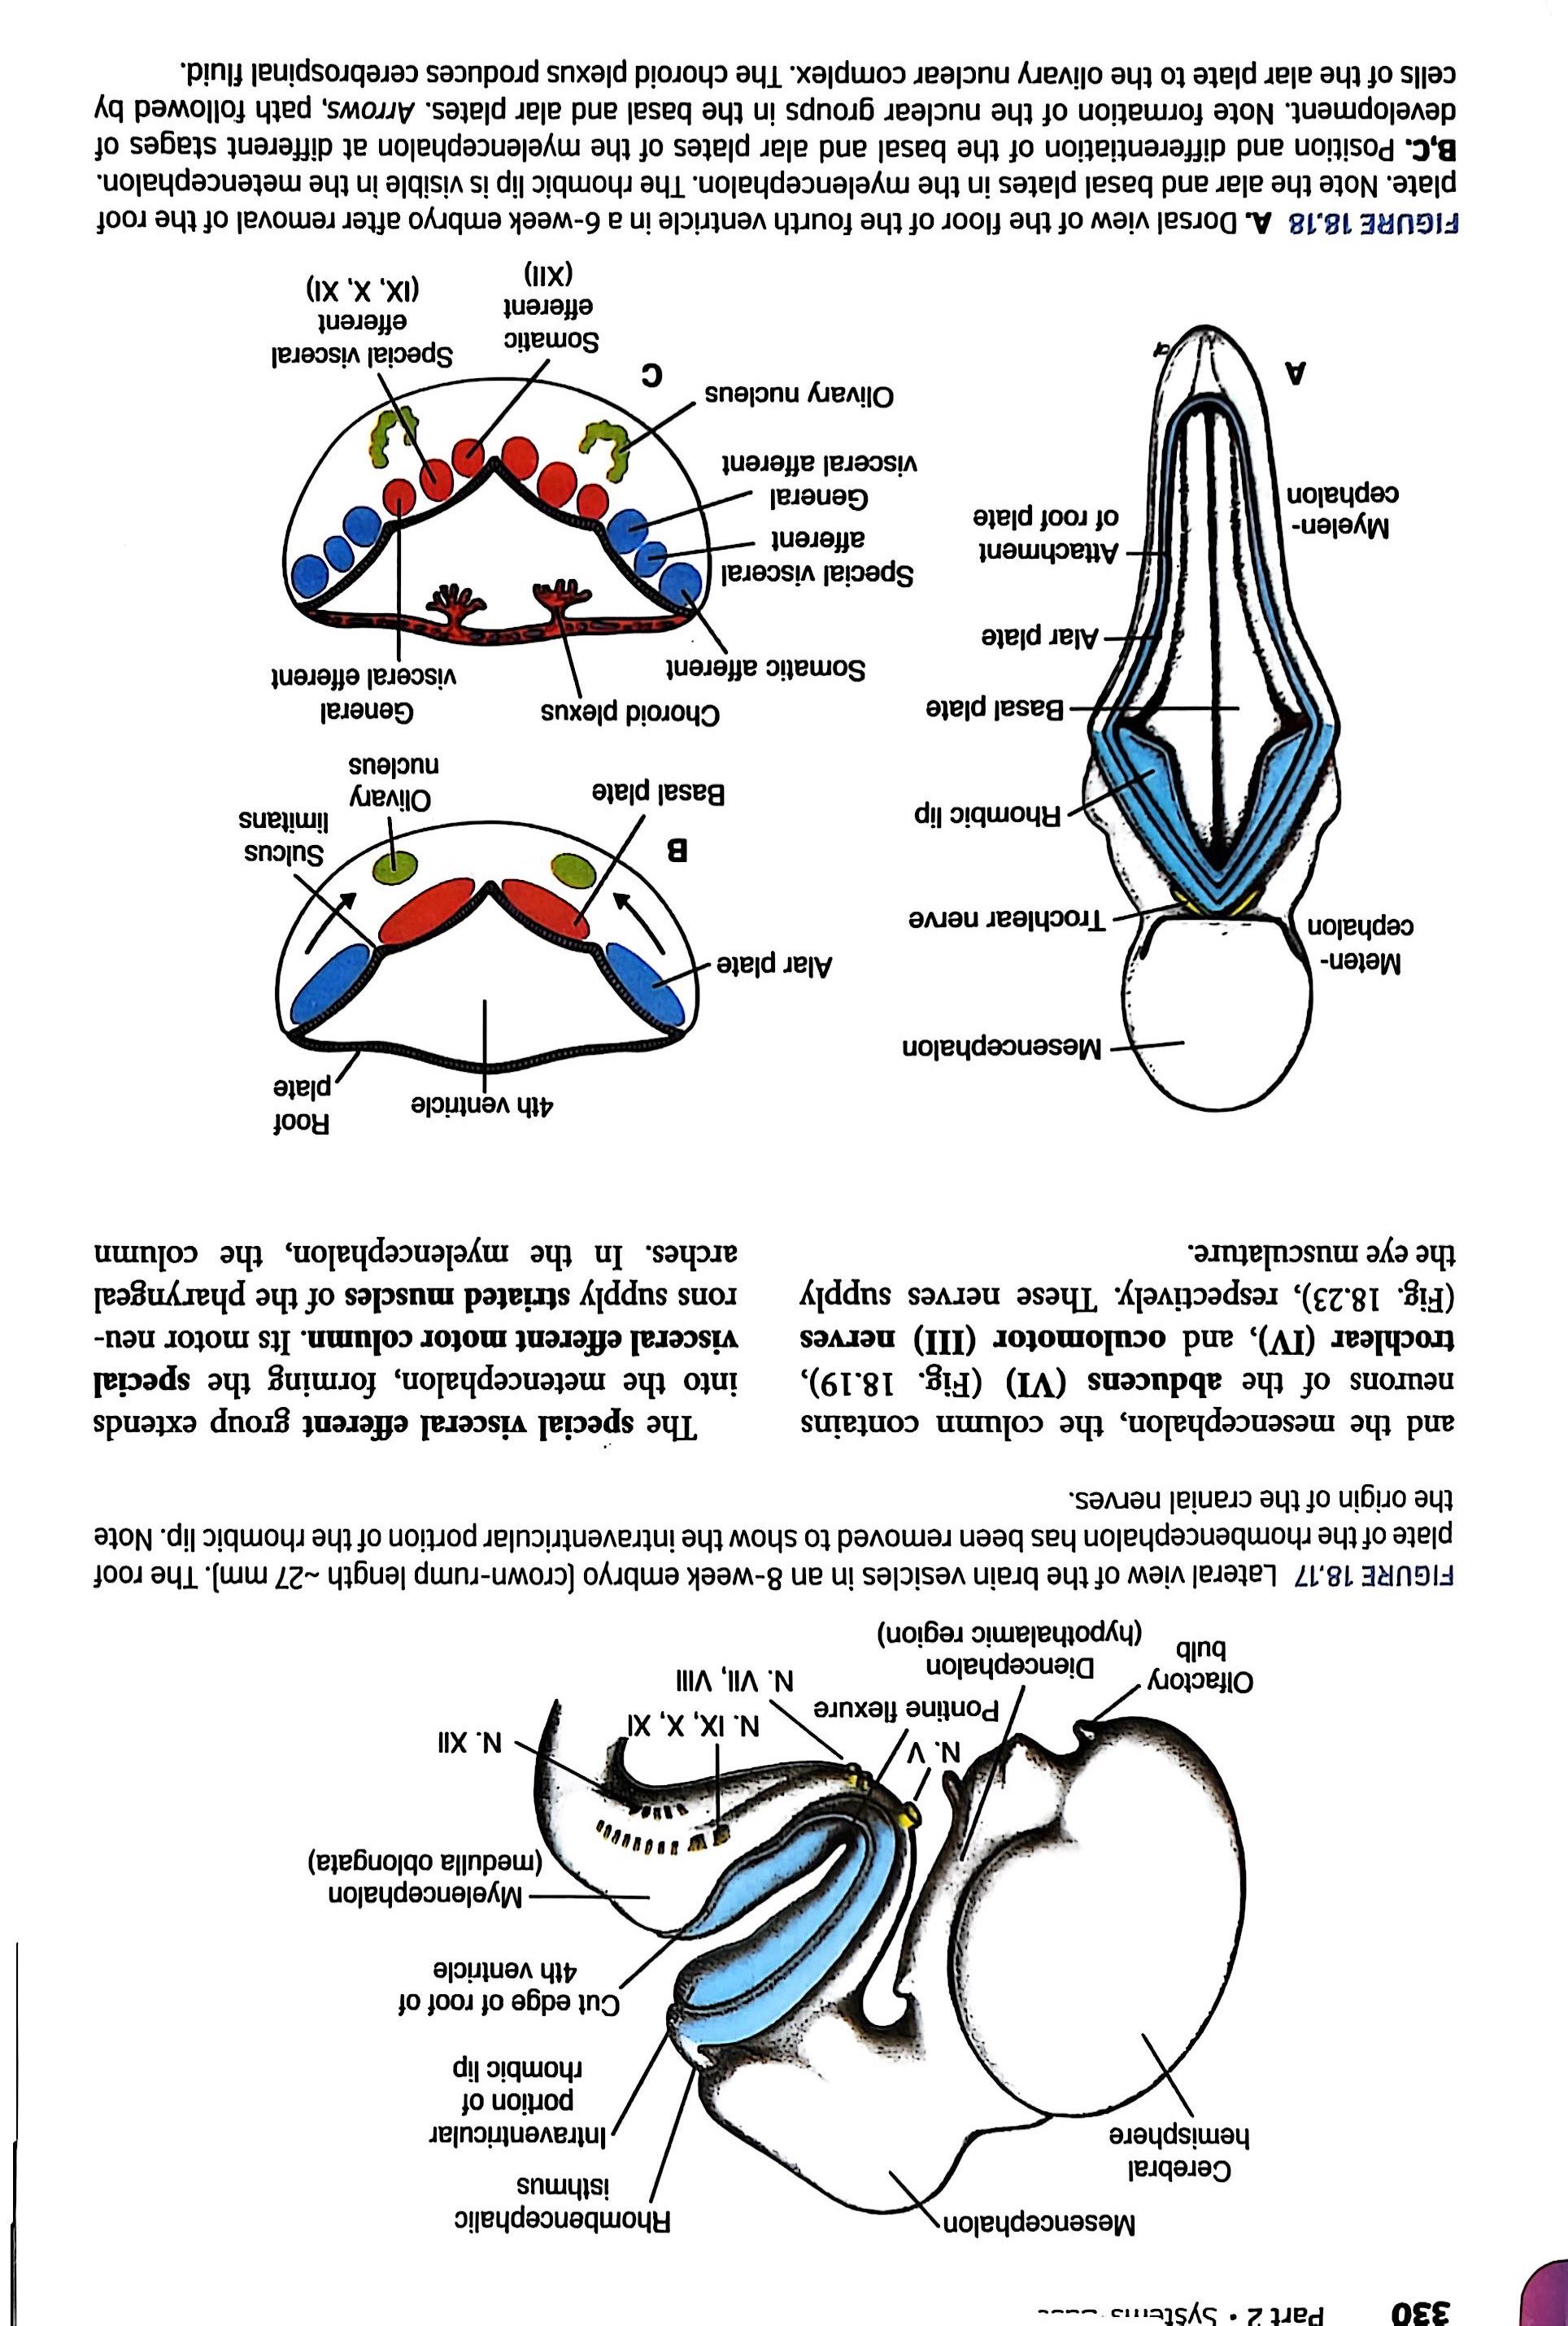 330 Part 2 • Systems-
Mesencephalon
Rhombencephalic
isthmus
Cerebral
hemisphere
Intraventricular
portion of
rhombic lip
Cut edge of roof of
4th ventricle
Myelencephalon
(medulla oblongata)
N. XII
N. IX, X, XI
N. VII, VIII
N. V
Pontine flexure
Diencephalon
(hypothalamic region)
Olfactory
bulb
FIGURE 18.17 Lateral view of the brain vesicles in an 8-week embryo (crown-rump length ~27 mm). The roof
plate of the rhombencephalon has been removed to show the intraventricular portion of the rhombic lip. Note
the origin of the cranial nerves.
and the mesencephalon, the column contains
neurons of the abducens (VI) (Fig. 18.19),
trochlear (IV), and oculomotor (III) nerves
(Fig. 18.23), respectively. These nerves supply
the eye musculature.
The special visceral efferent group extends
into the metencephalon, forming the special
visceral efferent motor column. Its motor neu-
rons supply striated muscles of the pharyngeal
arches. In the myelencephalon, the column
Mesencephalon
Meten-
cephalon
Trochlear nerve
Rhombic lip
Basal plate
Alar plate
Attachment
of roof plate
Myelen-
cephalon
A
4th ventricle
Roof
plate
Alar plate
Sulcus
limitans
B
Basal plate
Olivary
nucleus
Choroid plexus
General
visceral efferent
Somatic afferent
Special visceral
afferent
General
visceral afferent
Olivary nucleus
C
Somatic
efferent
(XII)
Special visceral
efferent
(IX, X, XI)
FIGURE 18.18 A. Dorsal view of the floor of the fourth ventricle in a 6-week embryo after removal of the roof
plate. Note the alar and basal plates in the myelencephalon. The rhombic lip is visible in the metencephalon.
B,C. Position and differentiation of the basal and alar plates of the myelencephalon at different stages of
development. Note formation of the nuclear groups in the basal and alar plates. Arrows, path followed by
cells of the alar plate to the olivary nuclear complex. The choroid plexus produces cerebrospinal fluid.